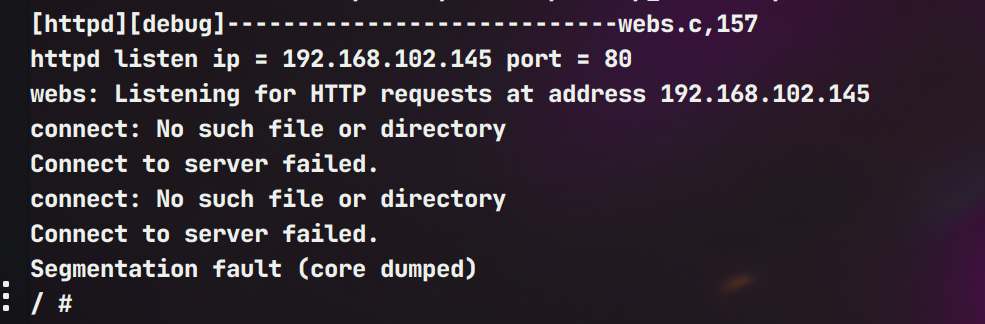 [httpd][debug]----------------------------webs.c,157
httpd listen ip = 192.168.102.145 port = 80
webs: Listening for HTTP requests at address 192.168.102.145
connect: No such file or directory
Connect to server failed.
connect: No such file or directory
Connect to server failed.
Segmentation fault (core dumped)
/ #